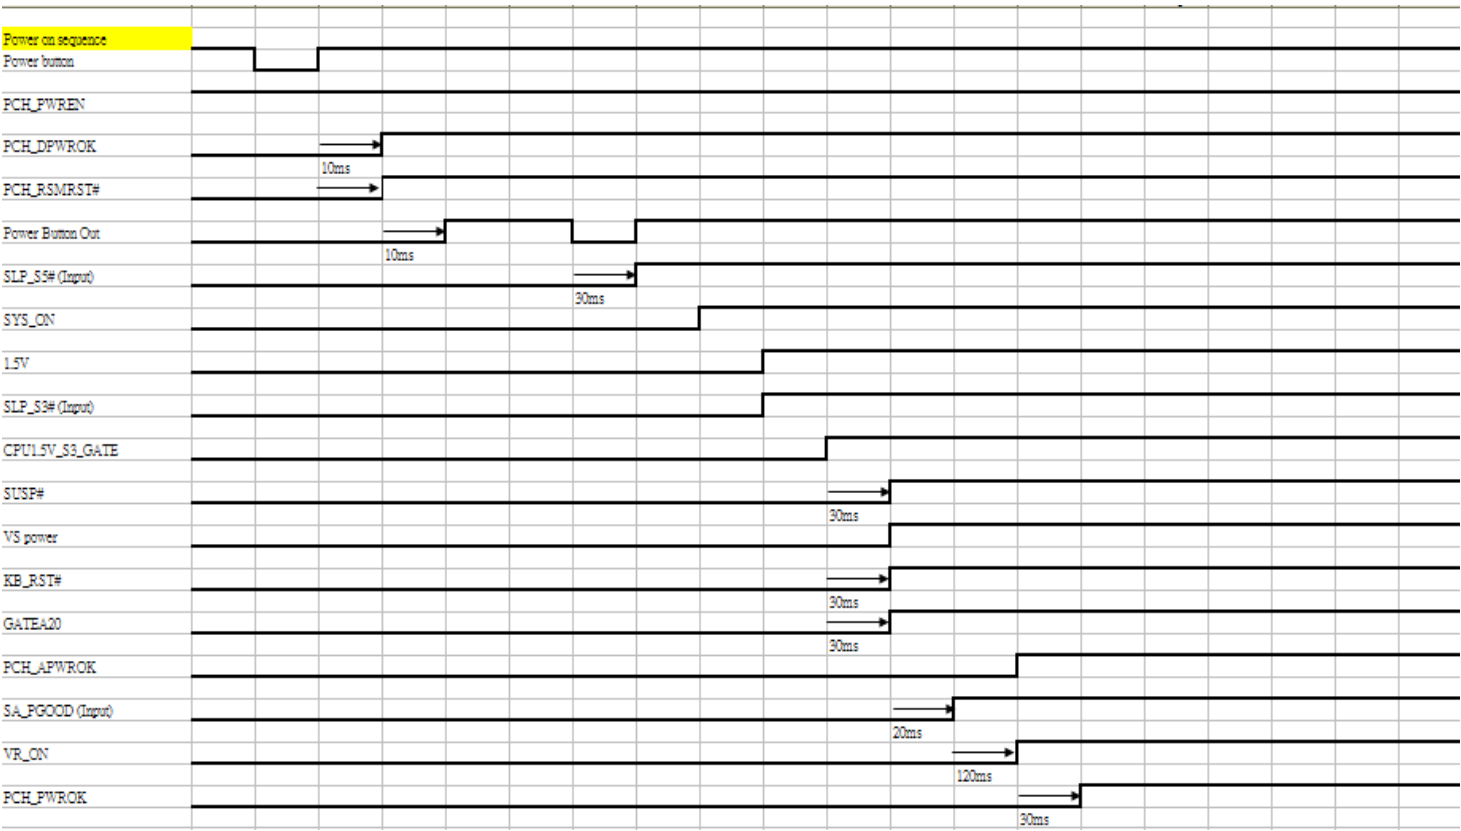 Power on sequence
Power button
PCH_PWREN
PCH_DPWROK
10ms
PCH_RSMRST#
Power Button Out
10ms
SLP_S5# (Input)
30ms
SYS_ON
1.5V
SLP_S3# (Input)
CPU1.5V_S3_GATE
SUSP#
30ms
VS power
KB_RST#
30ms
GATEA20
30ms
PCH_APWROK
SA_PGOOD (Input)
20ms
VR_ON
120ms
PCH_PWROK
30ms